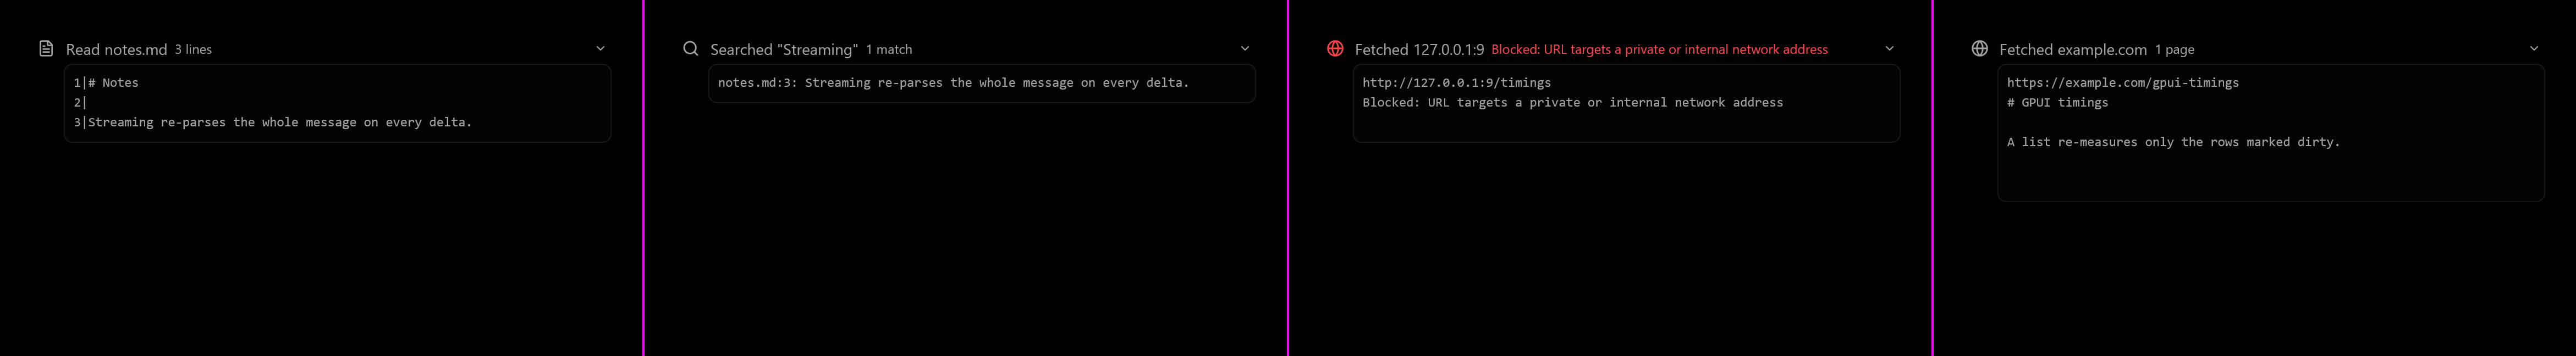 Read notes.md 3 lines
1|# Notes
2|
3|Streaming re-parses the whole message on every delta.
Searched "Streaming" 1 match
notes.md:3: Streaming re-parses the whole message on every delta.
Fetched 127.0.0.1:9 Blocked: URL targets a private or internal network address
http://127.0.0.1:9/timings
Blocked: URL targets a private or internal network address
Fetched example.com 1 page
https://example.com/gpui-timings
# GPUI timings
A list re-measures only the rows marked dirty.